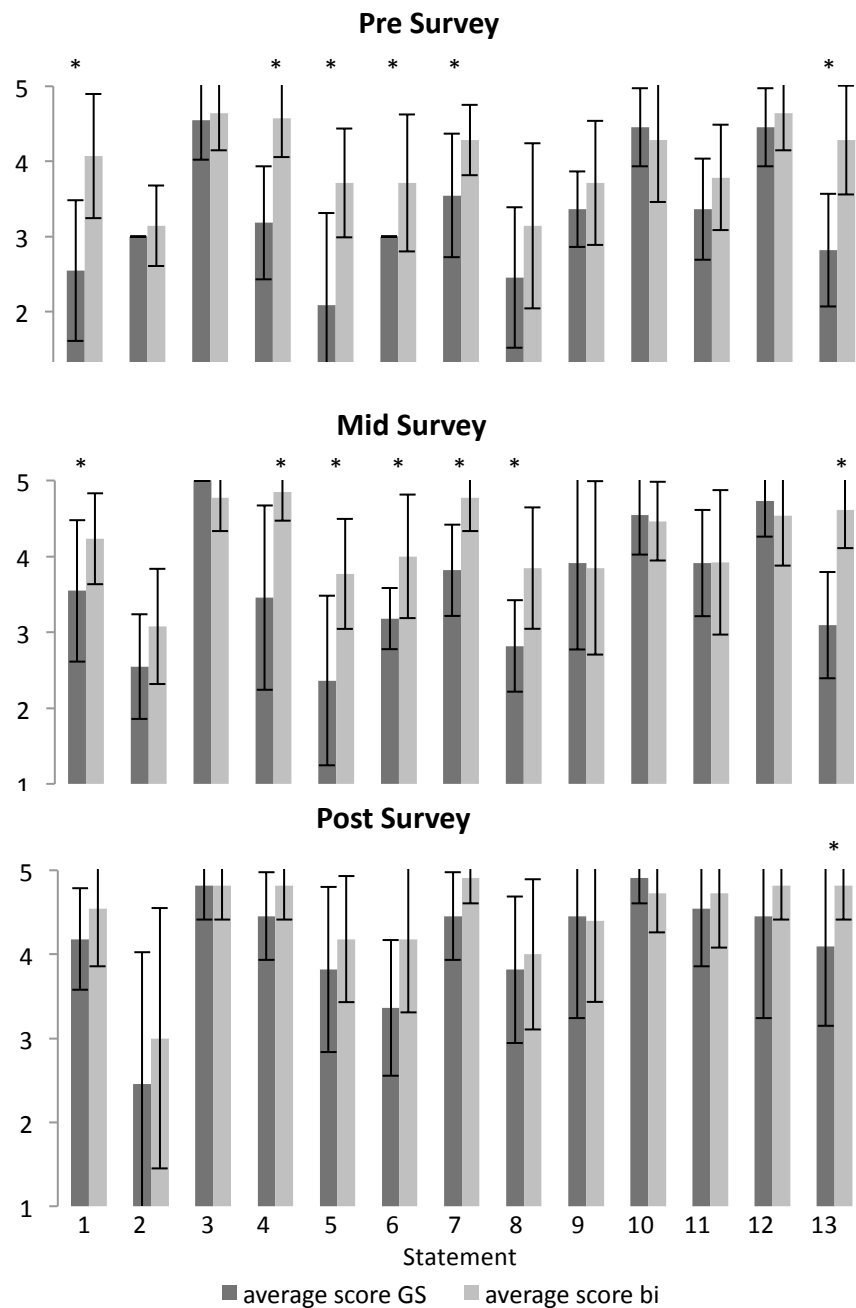 Pre Survey
* * * * * *
5
4
3
2
Mid Survey
* * * * * * *
5
4
3
2
1
Post Survey
*
5
4
3
2
1
1 2 3 4 5 6 7 8 9 10 11 12 13
Statement
average score GS average score bi